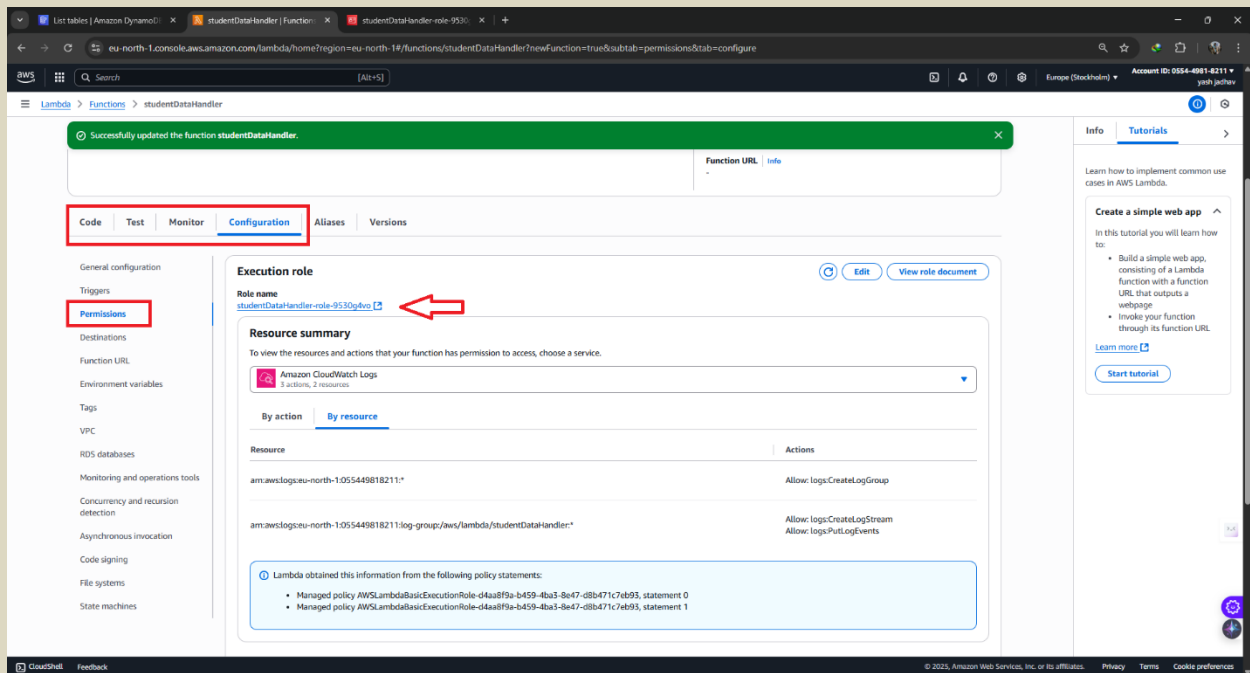 List tables | Amazon DynamoDB
studentDataHandler | Functions
studentDataHandler-role-9530
eu-north-1.console.aws.amazon.com/lambda/home?region=eu-north-1#/functions/studentDataHandler?newFunction=true&subtab=permissions&tab=configure
aws
Search
[Alt+S]
Europe (Stockholm)
Account ID: 0554-4981-8211
yash jadhav
Lambda > Functions > studentDataHandler
Successfully updated the function studentDataHandler.
Function URL | Info
-
Code
Test
Monitor
Configuration
Aliases
Versions
General configuration
Triggers
Permissions
Destinations
Function URL
Environment variables
Tags
VPC
RDS databases
Monitoring and operations tools
Concurrency and recursion
detection
Asynchronous invocation
Code signing
File systems
State machines
Execution role
Edit
View role document
Role name
studentDataHandler-role-9530g4vo
Resource summary
To view the resources and actions that your function has permission to access, choose a service.
Amazon CloudWatch Logs
3 actions, 2 resources
By action
By resource
Resource
Actions
arn:aws:logs:eu-north-1:055449818211:*
Allow: logs:CreateLogGroup
arn:aws:logs:eu-north-1:055449818211:log-group:/aws/lambda/studentDataHandler:*
Allow: logs:CreateLogStream
Allow: logs:PutLogEvents
Lambda obtained this information from the following policy statements:
• Managed policy AWSLambdaBasicExecutionRole-d4aa8f9a-b459-4ba3-8e47-d8b471c7eb93, statement 0
• Managed policy AWSLambdaBasicExecutionRole-d4aa8f9a-b459-4ba3-8e47-d8b471c7eb93, statement 1
Info
Tutorials
Learn how to implement common use
cases in AWS Lambda.
Create a simple web app
In this tutorial you will learn how
to:
• Build a simple web app,
consisting of a Lambda
function with a function
URL that outputs a
webpage
• Invoke your function
through its function URL
Learn more
Start tutorial
CloudShell
Feedback
© 2025, Amazon Web Services, Inc. or its affiliates.
Privacy
Terms
Cookie preferences